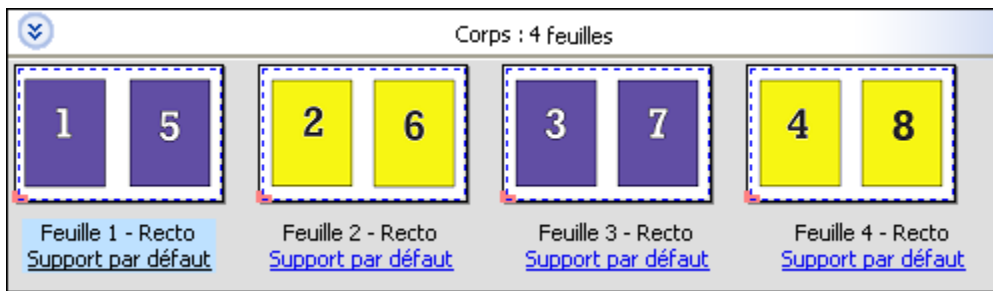 Corps : 4 feuilles
1 5 2 6 3 7 4 8
Feuille 1 - Recto Feuille 2 - Recto Feuille 3 - Recto Feuille 4 - Recto
Support par défaut Support par défaut Support par défaut Support par défaut